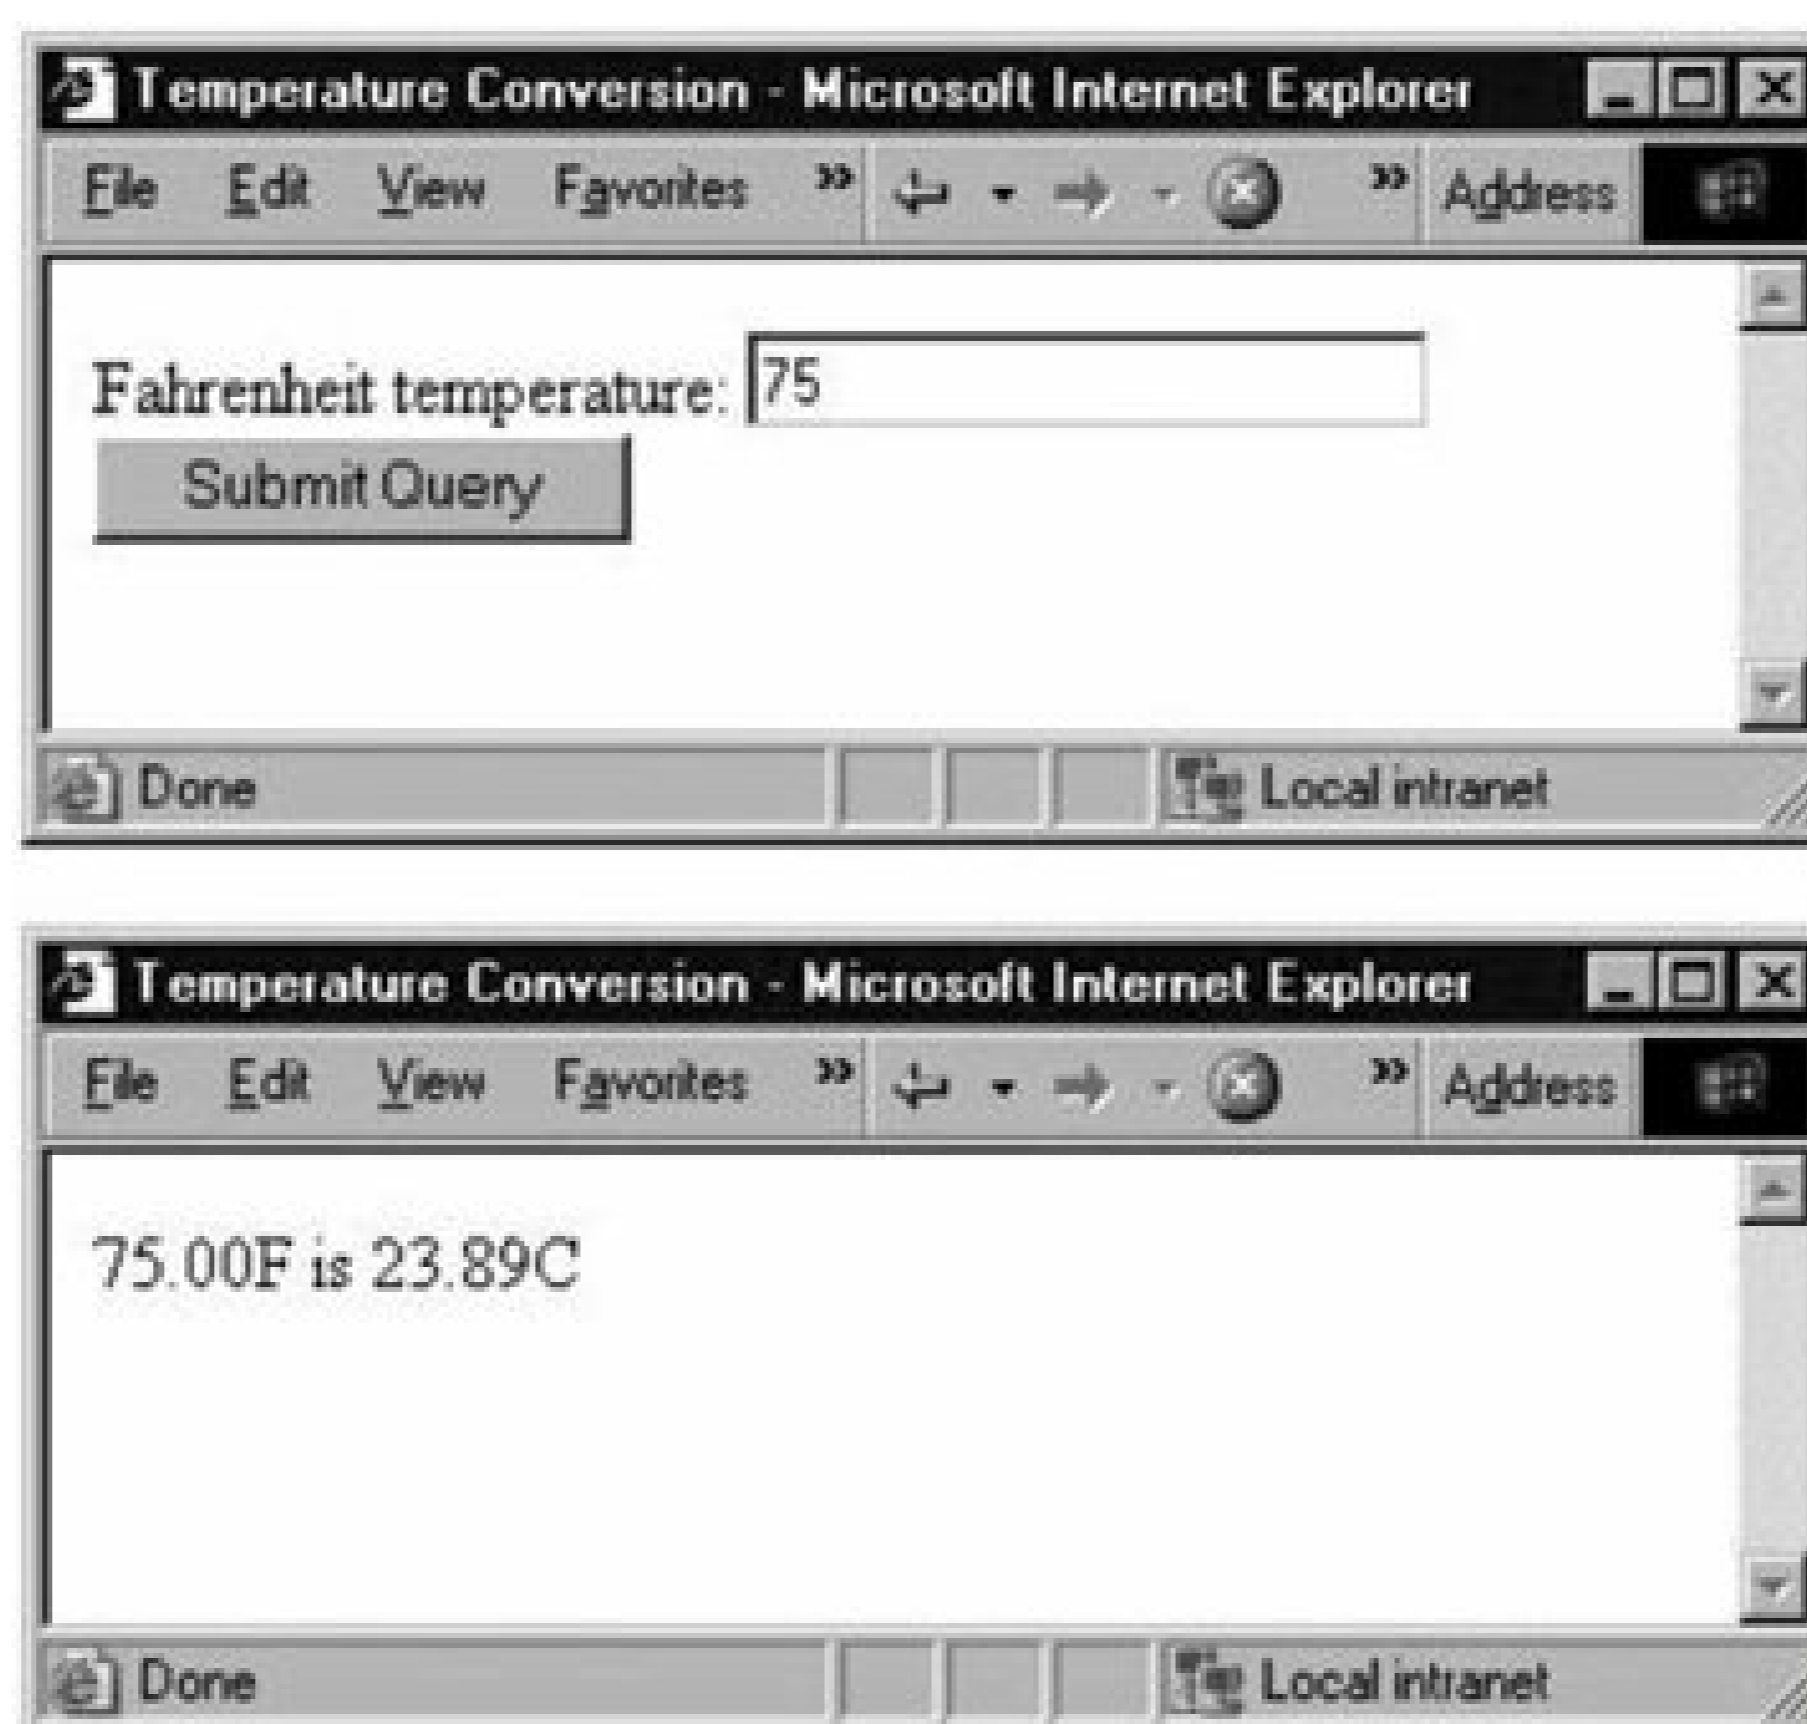 Temperature Conversion - Microsoft Internet Explorer
File Edit View Favorites » » Address
Fahrenheit temperature: 75
Submit Query
Done Local intranet
Temperature Conversion - Microsoft Internet Explorer
File Edit View Favorites » » Address
75.00F is 23.89C
Done Local intranet